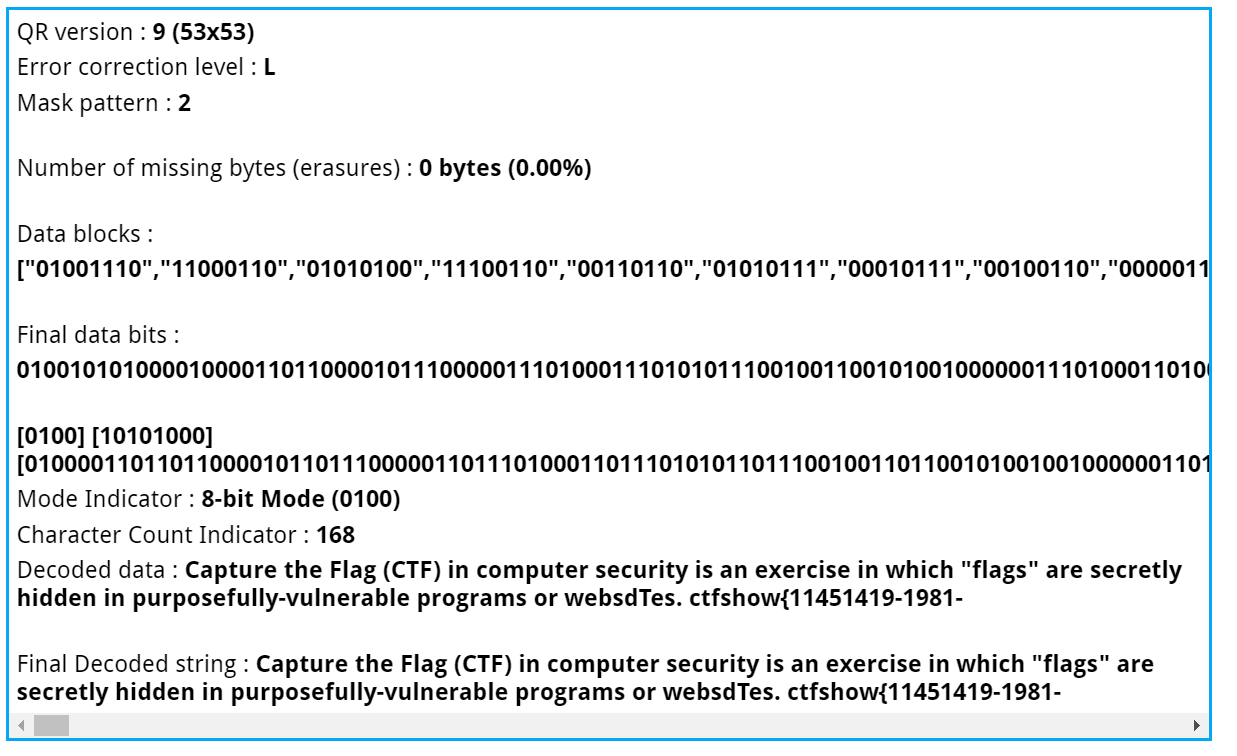 QR version : 9 (53x53)
Error correction level : L
Mask pattern : 2
Number of missing bytes (erasures) : 0 bytes (0.00%)
Data blocks :
["01001110","11000110","01010100","11100110","00110110","01010111","00010111","00100110","0000011
Final data bits :
0100101010000100001101100001011100000111010001110101011100100110010100100000011101000110100
[0100] [10101000]
[010000110110110000101101110000011011101000110111010101101110010011011001010010010000001101
Mode Indicator : 8-bit Mode (0100)
Character Count Indicator : 168
Decoded data : Capture the Flag (CTF) in computer security is an exercise in which "flags" are secretly
hidden in purposefully-vulnerable programs or websdTes. ctfshow{11451419-1981-
Final Decoded string : Capture the Flag (CTF) in computer security is an exercise in which "flags" are
secretly hidden in purposefully-vulnerable programs or websdTes. ctfshow{11451419-1981-